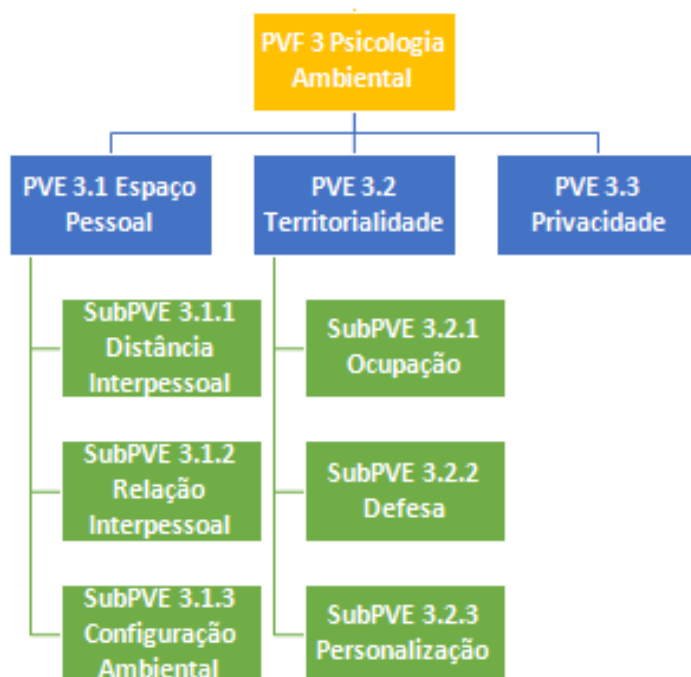 PVF 3 Psicologia
Ambiental
PVE 3.1 Espaço
Pessoal
PVE 3.2
Territorialidade
PVE 3.3
Privacidade
SubPVE 3.1.1
Distância
Interpessoal
SubPVE 3.2.1
Ocupação
SubPVE 3.1.2
Relação
Interpessoal
SubPVE 3.2.2
Defesa
SubPVE 3.1.3
Configuração
Ambiental
SubPVE 3.2.3
Personalização